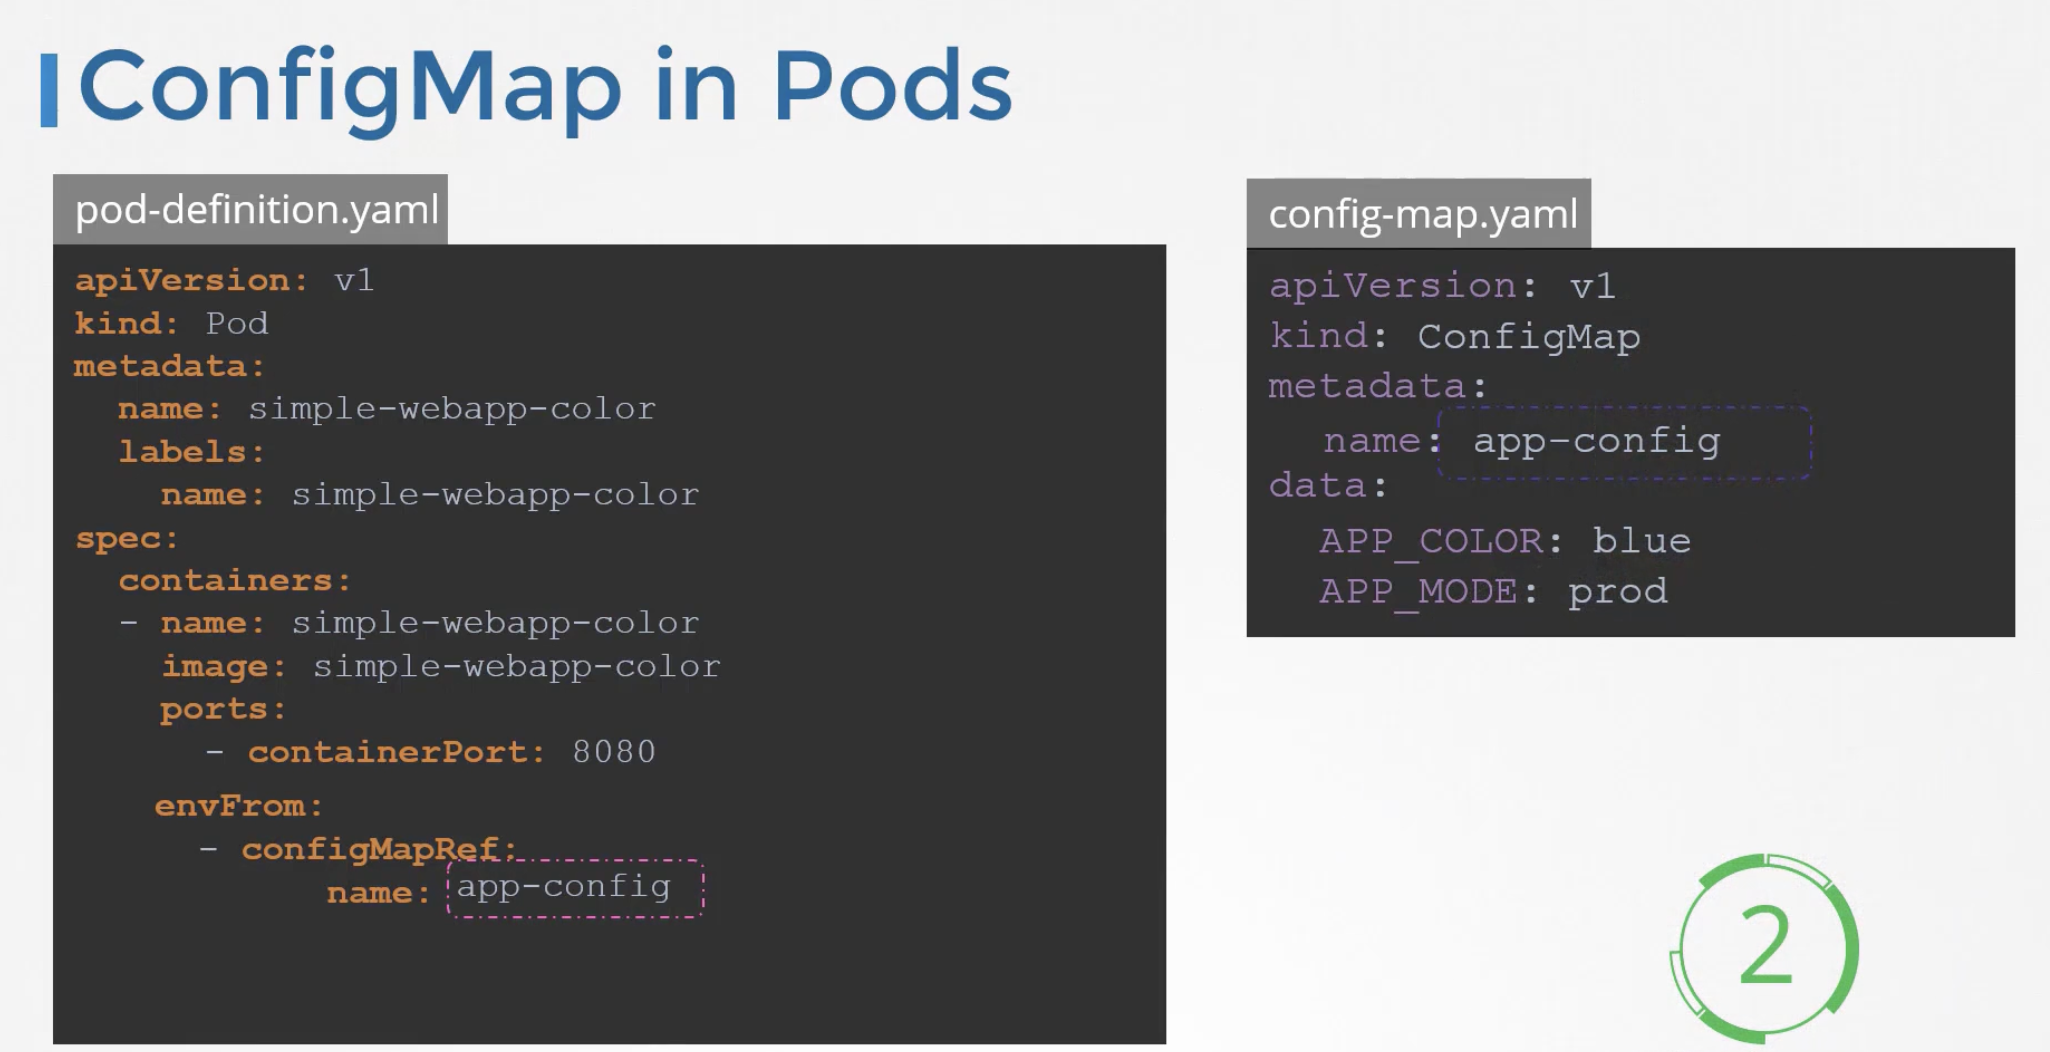 ConfigMap in Pods
pod-definition.yaml
apiVersion: v1
kind: Pod
metadata:
  name: simple-webapp-color
  labels:
    name: simple-webapp-color
spec:
  containers:
  - name: simple-webapp-color
    image: simple-webapp-color
    ports:
      - containerPort: 8080
    envFrom:
      - configMapRef:
            name: app-config
config-map.yaml
apiVersion: v1
kind: ConfigMap
metadata:
  name: app-config
data:
  APP_COLOR: blue
  APP_MODE: prod
2